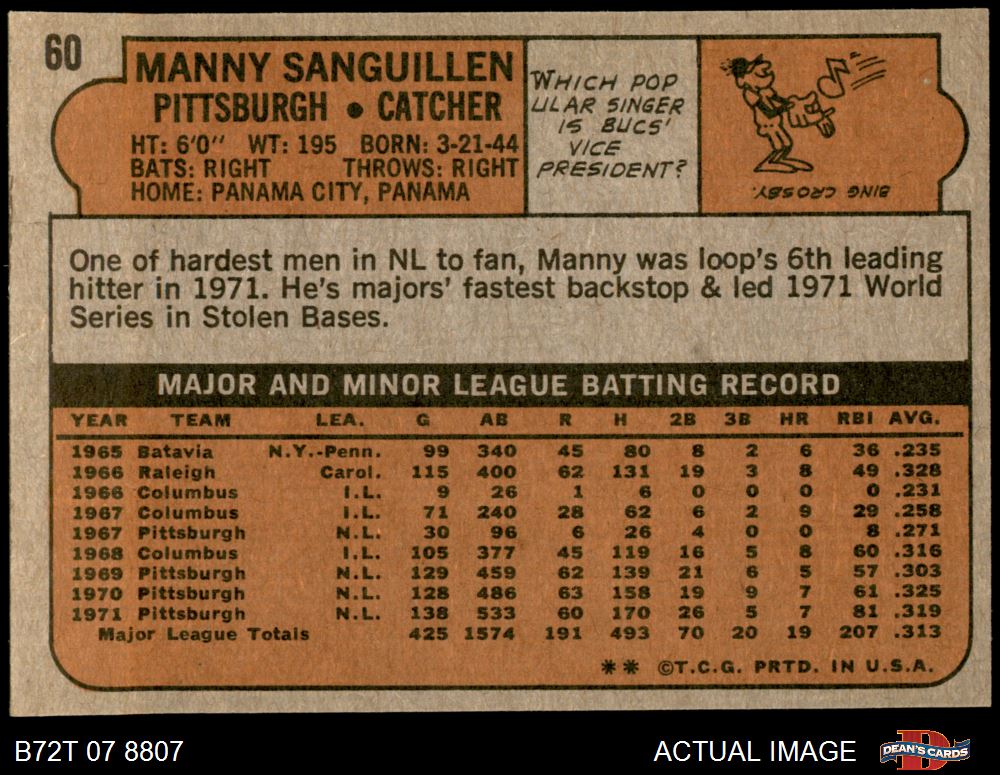 60
MANNY SANGUILLEN
PITTSBURGH • CATCHER
HT: 6'0" WT: 195 BORN: 3-21-44
BATS: RIGHT THROWS: RIGHT
HOME: PANAMA CITY, PANAMA
WHICH POP
ULAR SINGER
IS BUCS'
VICE
PRESIDENT?
BING CROSBY.
One of hardest men in NL to fan, Manny was loop's 6th leading
hitter in 1971. He's majors' fastest backstop & led 1971 World
Series in Stolen Bases.
MAJOR AND MINOR LEAGUE BATTING RECORD
YEAR TEAM LEA. G AB R H 2B 3B HR RBI AVG.
1965 Batavia N.Y.-Penn. 99 340 45 80 8 2 6 36 .235
1966 Raleigh Carol. 115 400 62 131 19 3 8 49 .328
1966 Columbus I.L. 9 26 1 6 0 0 0 0 .231
1967 Columbus I.L. 71 240 28 62 6 2 9 29 .258
1967 Pittsburgh N.L. 30 96 6 26 4 0 0 8 .271
1968 Columbus I.L. 105 377 45 119 16 5 8 60 .316
1969 Pittsburgh N.L. 129 459 62 139 21 6 5 57 .303
1970 Pittsburgh N.L. 128 486 63 158 19 9 7 61 .325
1971 Pittsburgh N.L. 138 533 60 170 26 5 7 81 .319
Major League Totals 425 1574 191 493 70 20 19 207 .313
** ©T.C.G. PRTD. IN U.S.A.
B72T 07 8807 ACTUAL IMAGE D DEAN'S CARDS